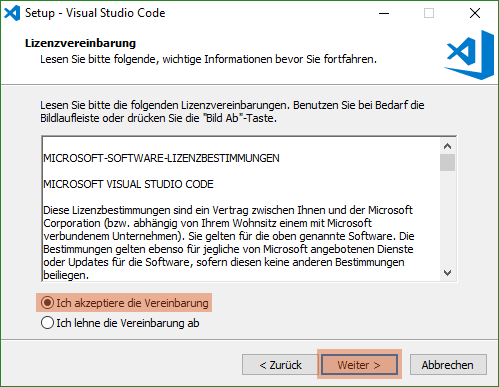 Setup - Visual Studio Code
Lizenzvereinbarung
Lesen Sie bitte folgende, wichtige Informationen bevor Sie fortfahren.
Lesen Sie bitte die folgenden Lizenzvereinbarungen. Benutzen Sie bei Bedarf die
Bildlaufleiste oder drücken Sie die "Bild Ab"-Taste.
MICROSOFT-SOFTWARE-LIZENZBESTIMMUNGEN
MICROSOFT VISUAL STUDIO CODE
Diese Lizenzbestimmungen sind ein Vertrag zwischen Ihnen und der Microsoft
Corporation (bzw. abhängig von Ihrem Wohnsitz einem mit Microsoft
verbundenem Unternehmen). Sie gelten für die oben genannte Software. Die
Bestimmungen gelten ebenso für jegliche von Microsoft angebotenen Dienste
oder Updates für die Software, sofern diesen keine anderen Bestimmungen
beiliegen.
Ich akzeptiere die Vereinbarung
Ich lehne die Vereinbarung ab
< Zurück
Weiter >
Abbrechen